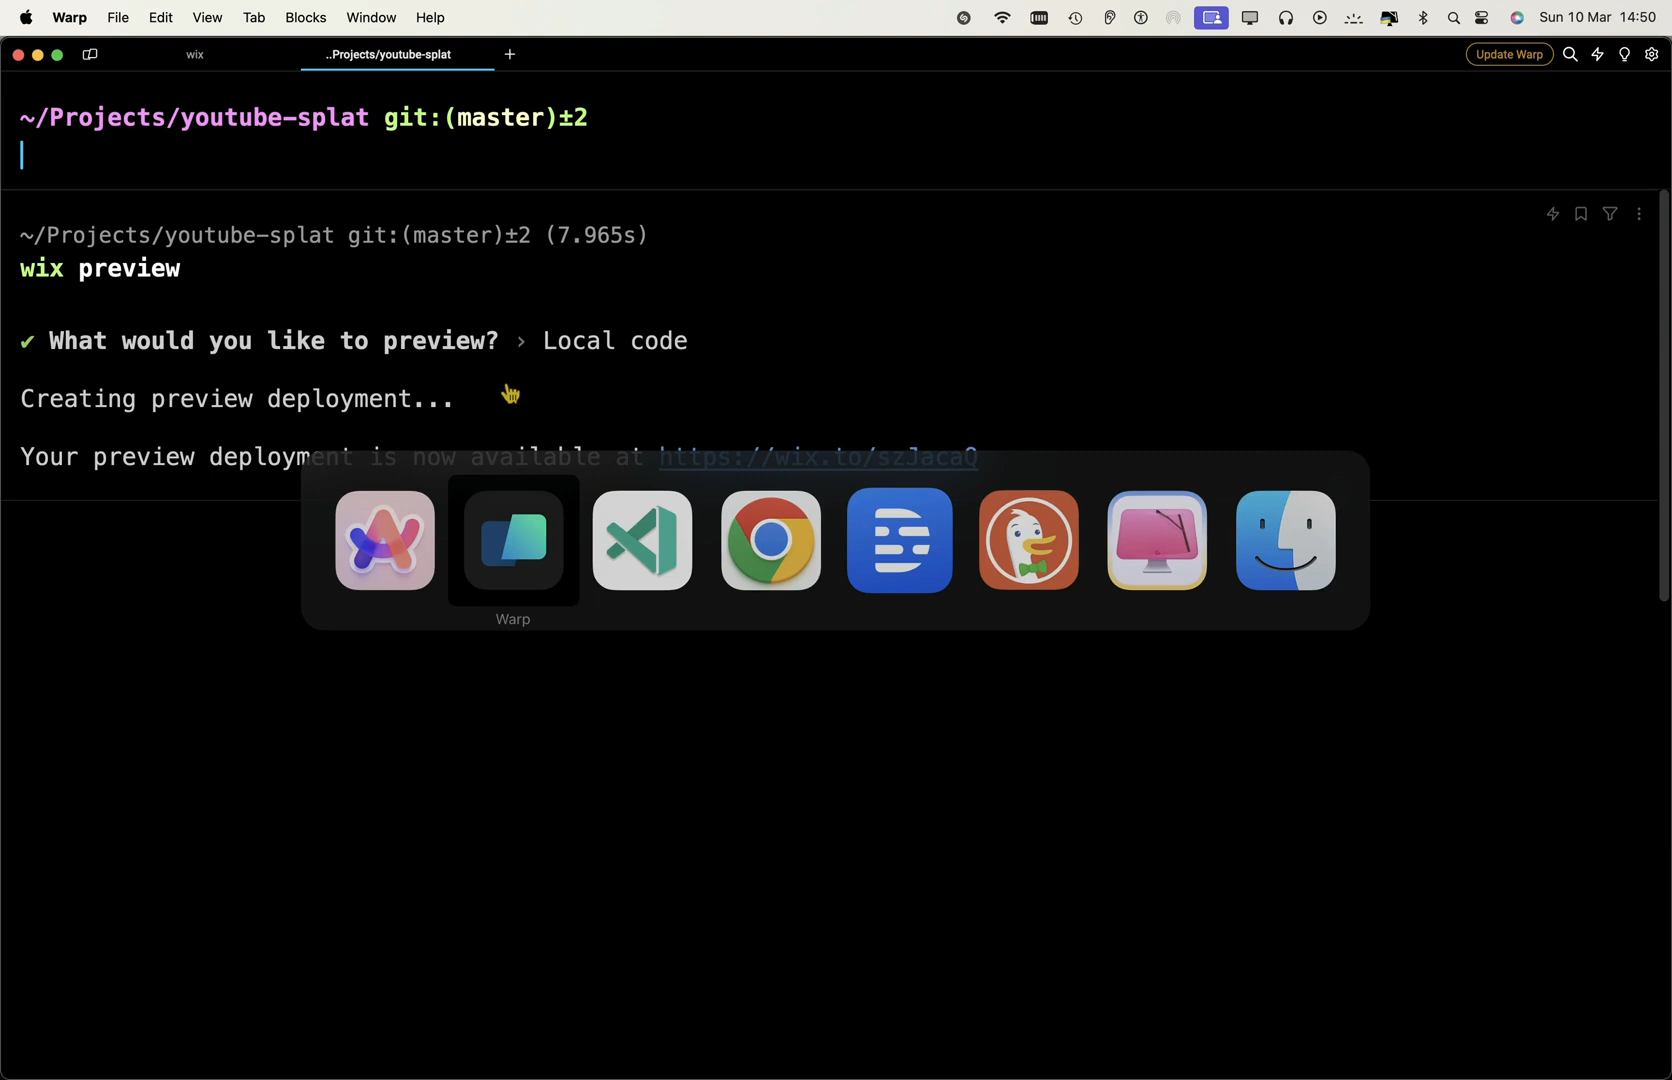 Warp File Edit View Tab Blocks Window Help Sun 10 Mar 14:50
wix ..Projects/youtube-splat + Update Warp
~/Projects/youtube-splat git:(master)±2
~/Projects/youtube-splat git:(master)±2 (7.965s)
wix preview
✔ What would you like to preview? › Local code
Creating preview deployment...
Your preview deployment is now available at https://wix.to/szJacaQ
Warp